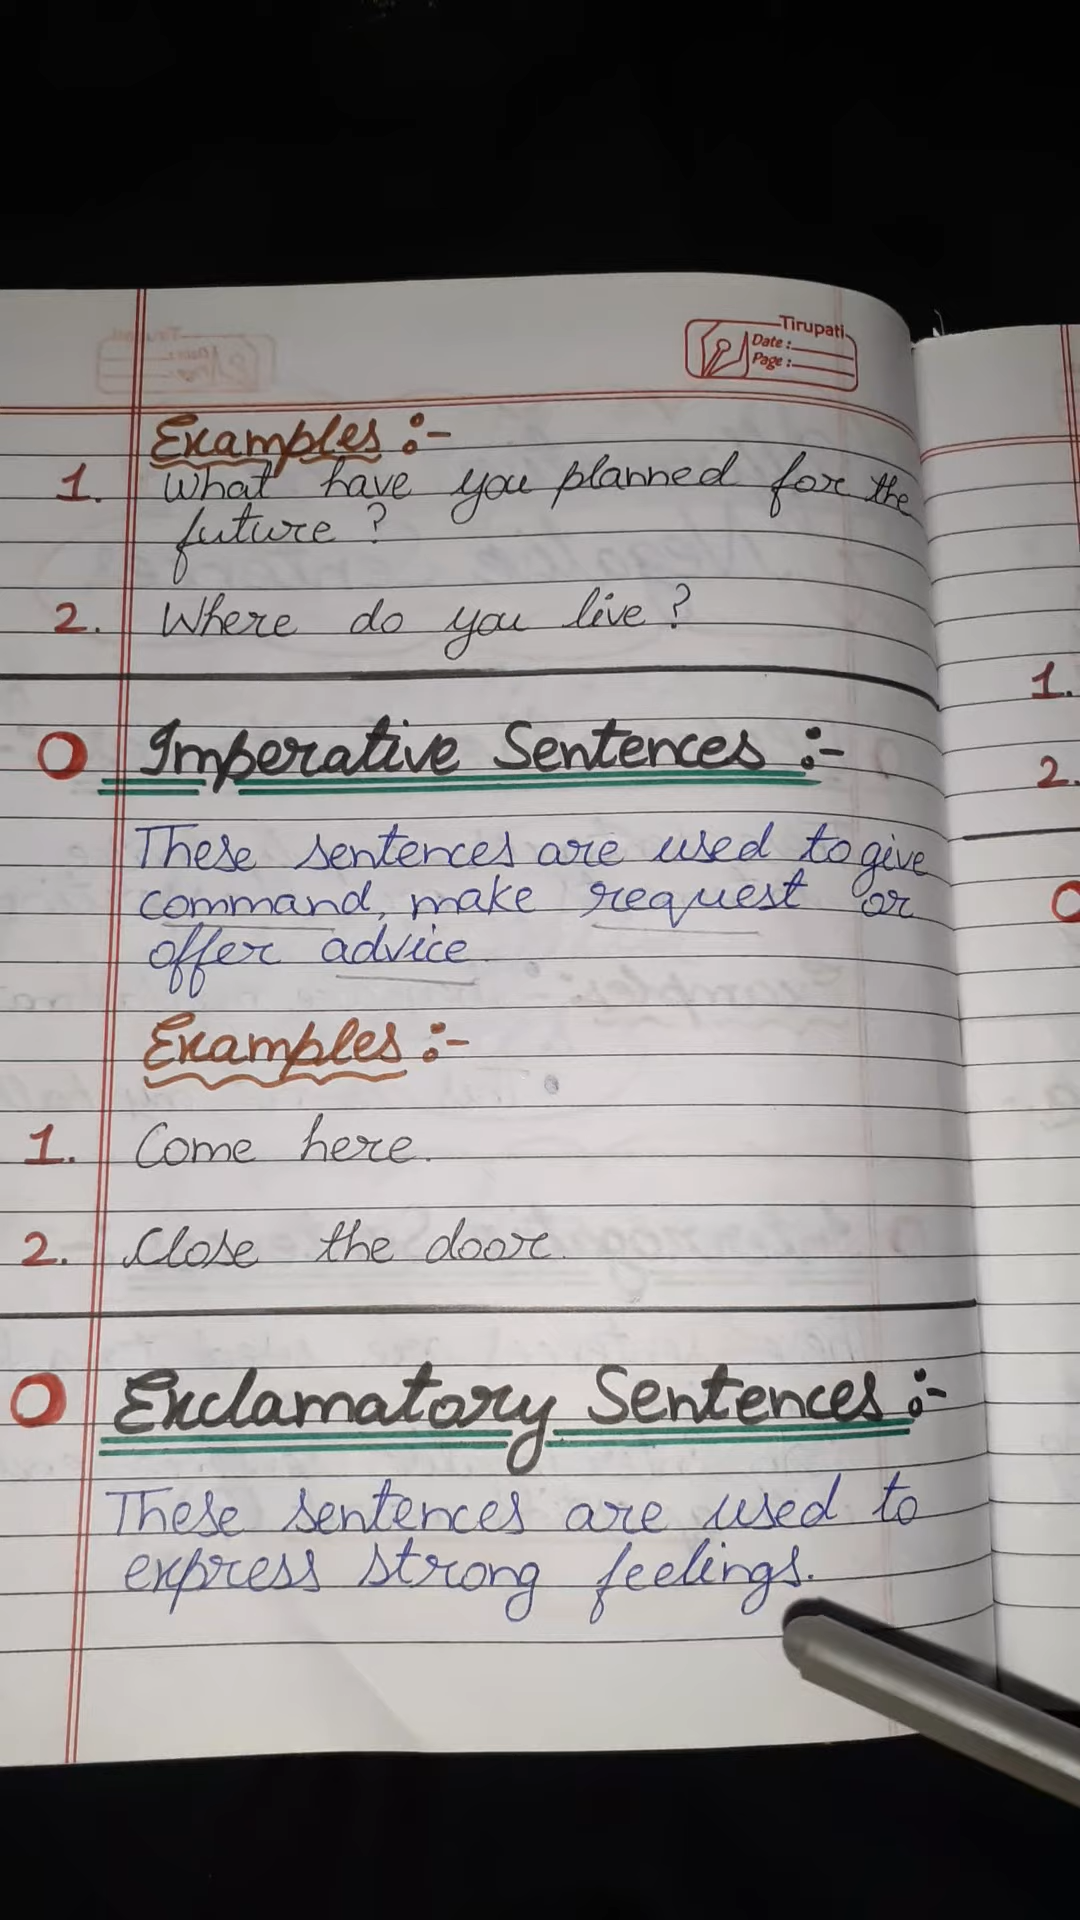 Tirupati
Date :
Page :
Examples :-
1. What have you planned for the
future ?
2. Where do you live ?
Imperative Sentences :-
These sentences are used to give
command, make request or
offer advice
Examples :-
1. Come here.
2. Close the door.
Exclamatory Sentences :-
These sentences are used to
express strong feelings.
1.
2.